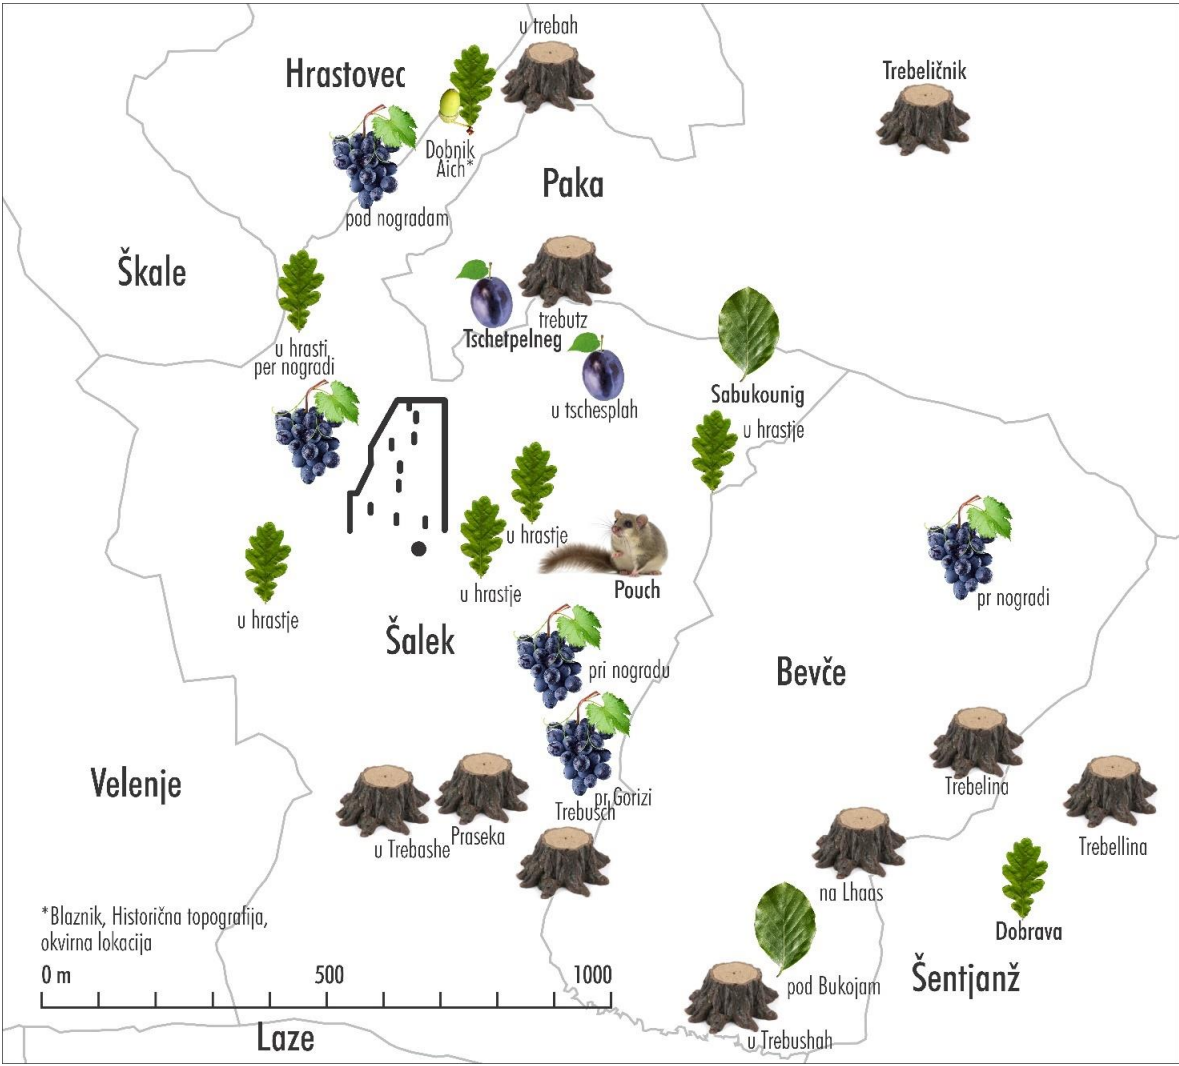 u trebah
Hrastovec
Trebeličnik
Dobnik
Aich*
Paka
pod nogradam
Škale
trebutz
Tschetpelneg
u hrasti
per nogradi
Sabukounig
u tschesplah
u hrastje
u hrastje
u hrastje
u hrastje
Pouch
pr nogradi
Šalek
pri nogradu
Bevče
Velenje
Trebelina
pr Gorizi
Trebusch
Praseka
u Trebashe
Trebellina
na Lhaas
*Blaznik, Historična topografija,
okvirna lokacija
Dobrava
0 m 500 1000
Šentjanž
pod Bukojam
Laze
u Trebushah